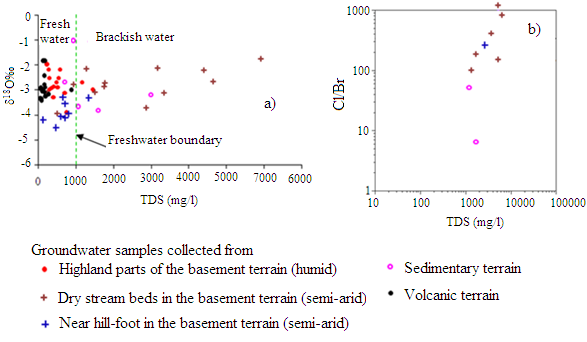 0
-1
-2
-3
-4
-5
-6
δ¹⁸O‰
Fresh
water
Brackish water
a)
Freshwater boundary
0 1000 2000 3000 4000 5000 6000
TDS (mg/l)
1000
100
10
1
Cl/Br
b)
10 100 1000 10000 100000
TDS (mg/l)
Groundwater samples collected from
Highland parts of the basement terrain (humid)
Dry stream beds in the basement terrain (semi-arid)
Near hill-foot in the basement terrain (semi-arid)
Sedimentary terrain
Volcanic terrain